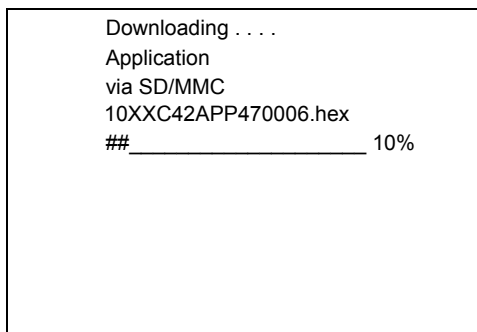 Downloading . . . .
Application
via SD/MMC
10XXC42APP470006.hex
##____________________ 10%